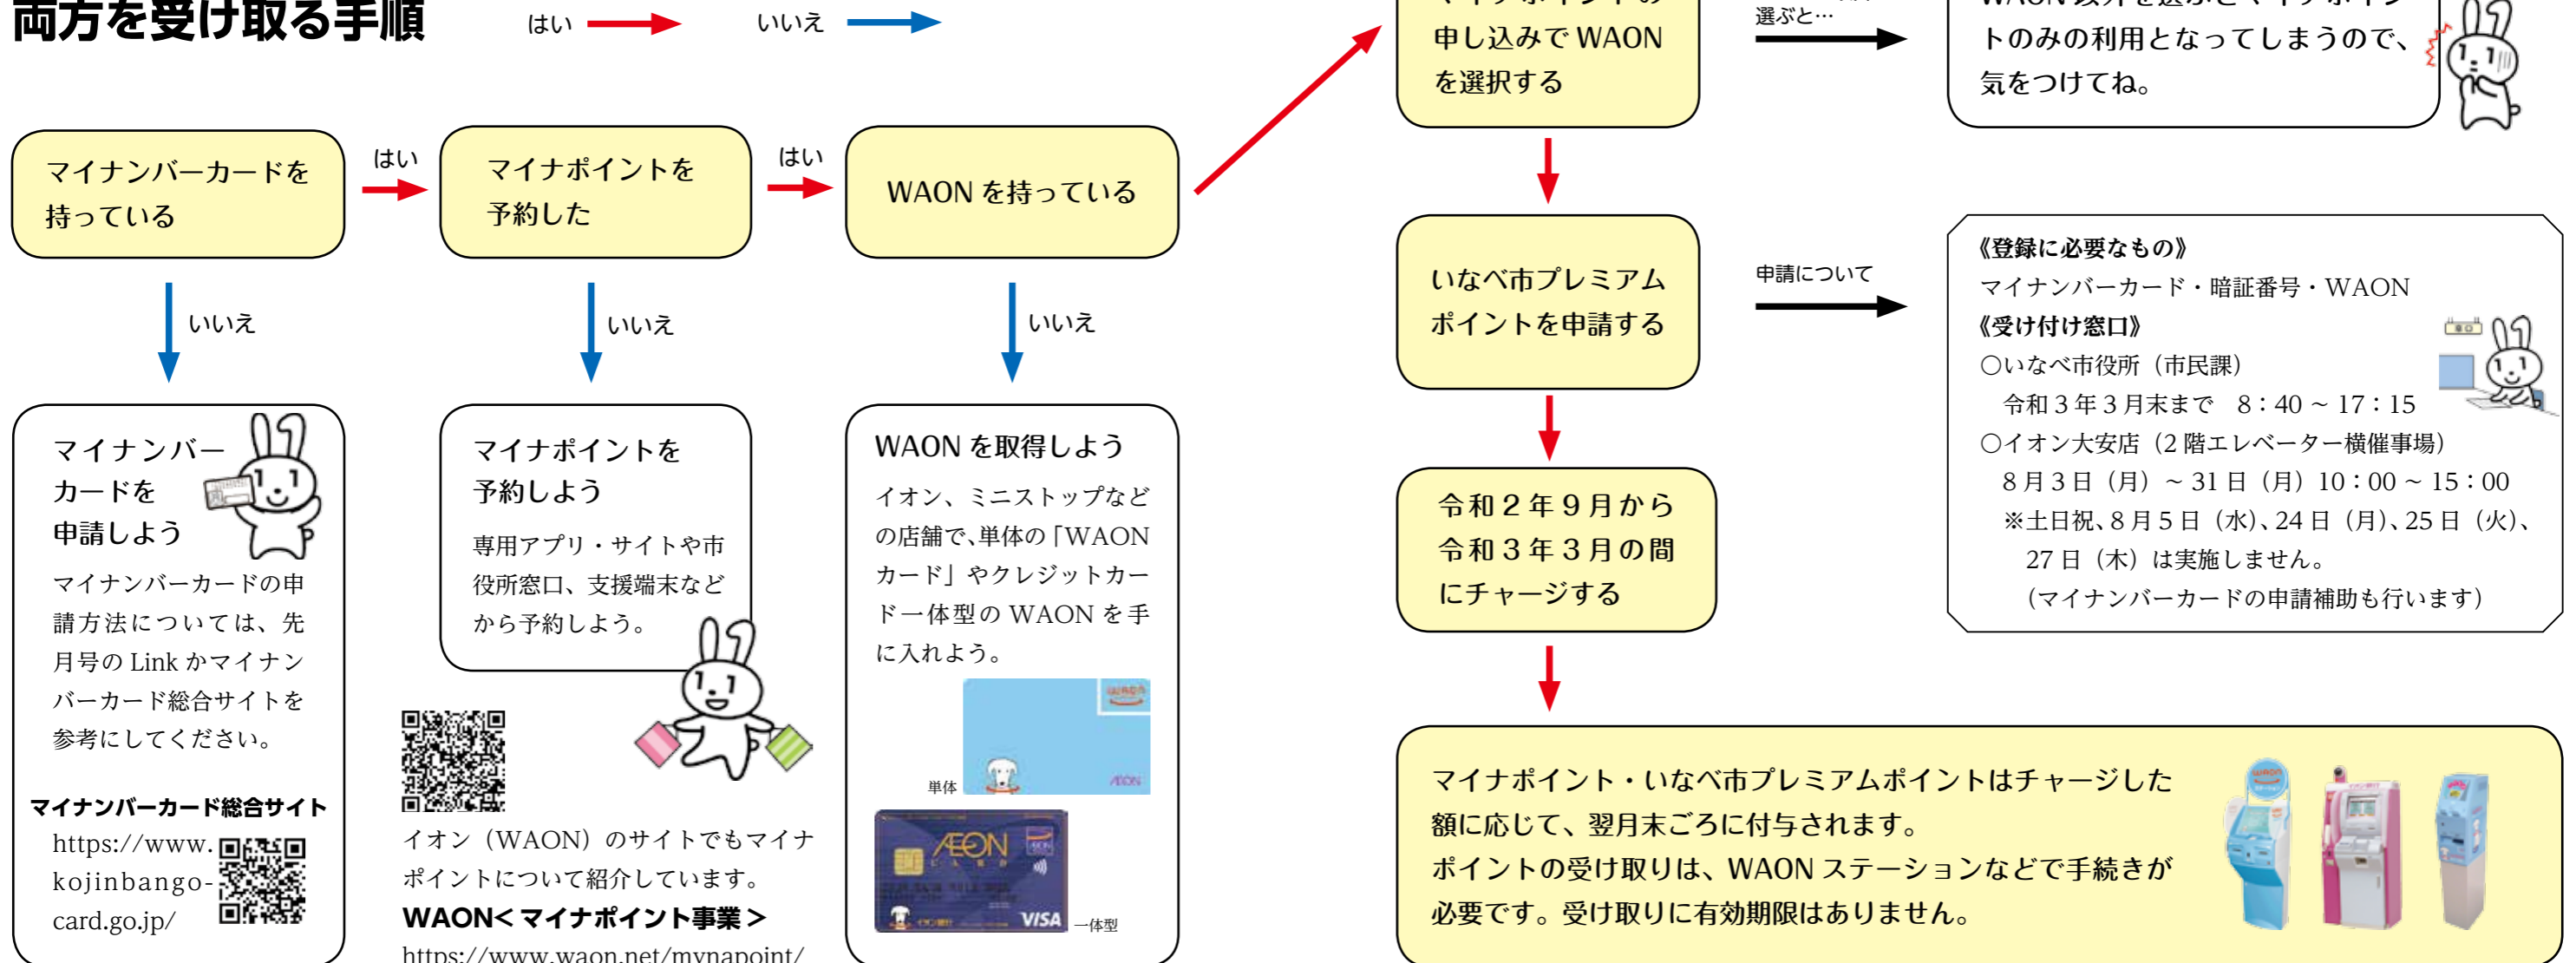 両方を受け取る手順
はい
いいえ
マイナンバーカードを
持っている
はい
マイナポイントを
予約した
はい
WAON を持っている
いいえ
いいえ
いいえ
マイナンバー
カードを
申請しよう
マイナンバーカードの申
請方法については、先
月号の Link かマイナン
バーカード総合サイトを
参考にしてください。
マイナンバーカード総合サイト
https://www.
kojinbango-
card.go.jp/
マイナポイントを
予約しよう
専用アプリ・サイトや市
役所窓口、支援端末など
から予約しよう。
イオン（WAON）のサイトでもマイナ
ポイントについて紹介しています。
WAON＜マイナポイント事業＞
https://www.waon.net/mynapoint/
WAON を取得しよう
イオン、ミニストップなど
の店舗で、単体の「WAON
カード」やクレジットカー
ド一体型の WAON を手
に入れよう。
WAON
AEON
単体
AEON
VISA
一体型
マイナポイントの
申し込みで WAON
を選択する
選ぶと…
WAON 以外を選ぶとマイナポイン
トのみの利用となってしまうので、
気をつけてね。
いなべ市プレミアム
ポイントを申請する
申請について
《登録に必要なもの》
マイナンバーカード・暗証番号・WAON
《受け付け窓口》
○いなべ市役所（市民課）
令和３年３月末まで　8：40 ～ 17：15
○イオン大安店（2 階エレベーター横催事場）
8 月 3 日（月）～ 31 日（月）10：00 ～ 15：00
※土日祝、8 月 5 日（水）、24 日（月）、25 日（火）、
27 日（木）は実施しません。
（マイナンバーカードの申請補助も行います）
令和２年９月から
令和３年３月の間
にチャージする
マイナポイント・いなべ市プレミアムポイントはチャージした
額に応じて、翌月末ごろに付与されます。
ポイントの受け取りは、WAON ステーションなどで手続きが
必要です。受け取りに有効期限はありません。